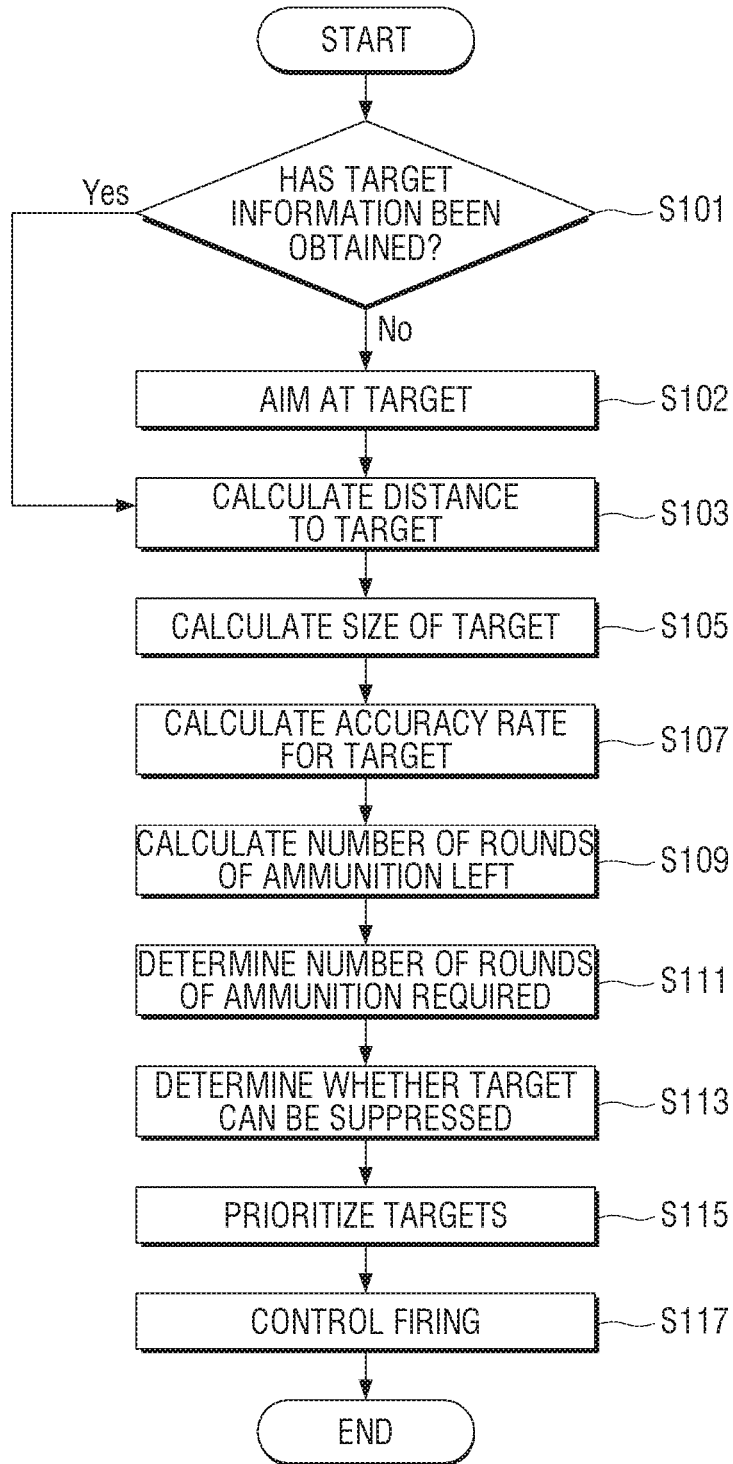 START
HAS TARGET
INFORMATION BEEN
OBTAINED?
Yes
S101
No
AIM AT TARGET
S102
CALCULATE DISTANCE
TO TARGET
S103
CALCULATE SIZE OF TARGET
S105
CALCULATE ACCURACY RATE
FOR TARGET
S107
CALCULATE NUMBER OF ROUNDS
OF AMMUNITION LEFT
S109
DETERMINE NUMBER OF ROUNDS
OF AMMUNITION REQUIRED
S111
DETERMINE WHETHER TARGET
CAN BE SUPPRESSED
S113
PRIORITIZE TARGETS
S115
CONTROL FIRING
S117
END